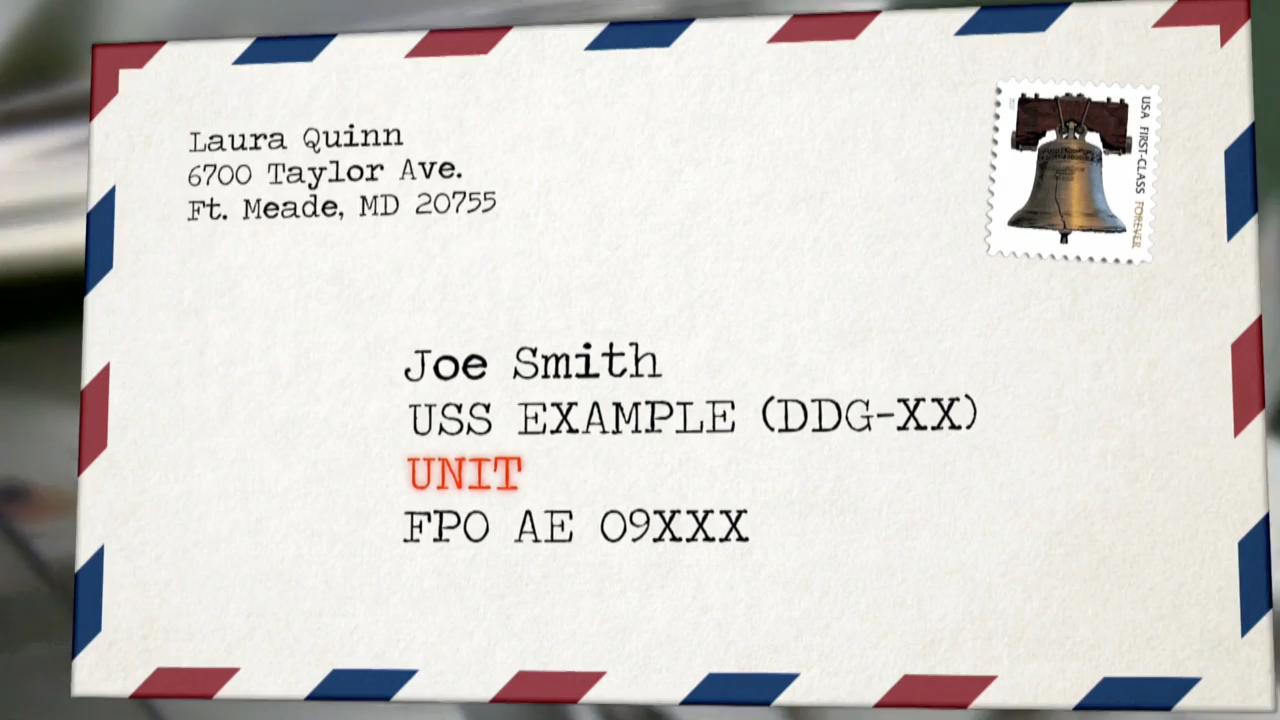 Laura Quinn
6700 Taylor Ave.
Ft. Meade, MD 20755
USA FIRST-CLASS FOREVER
Joe Smith
USS EXAMPLE (DDG-XX)
UNIT
FPO AE 09XXX